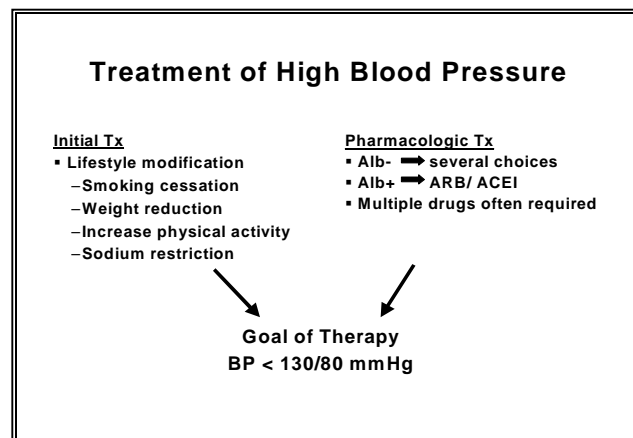 Treatment of High Blood Pressure
Initial Tx
▪ Lifestyle modification
–Smoking cessation
–Weight reduction
–Increase physical activity
–Sodium restriction
Pharmacologic Tx
▪ Alb- ➡ several choices
▪ Alb+ ➡ ARB/ ACEI
▪ Multiple drugs often required
Goal of Therapy
BP < 130/80 mmHg